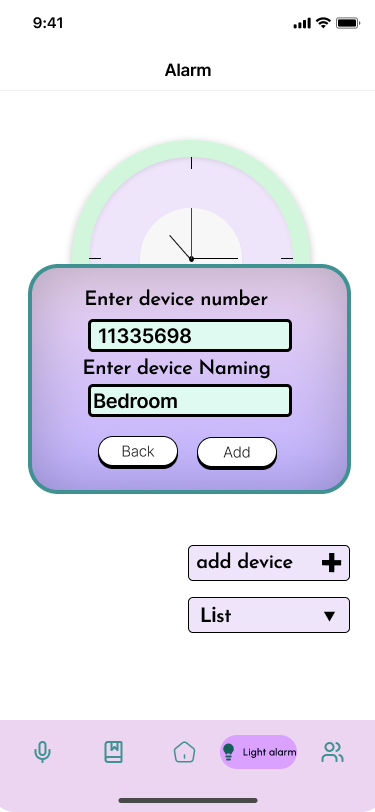 9:41
Alarm
Enter device number
11335698
Enter device Naming
Bedroom
Back Add
add device
List
Light alarm